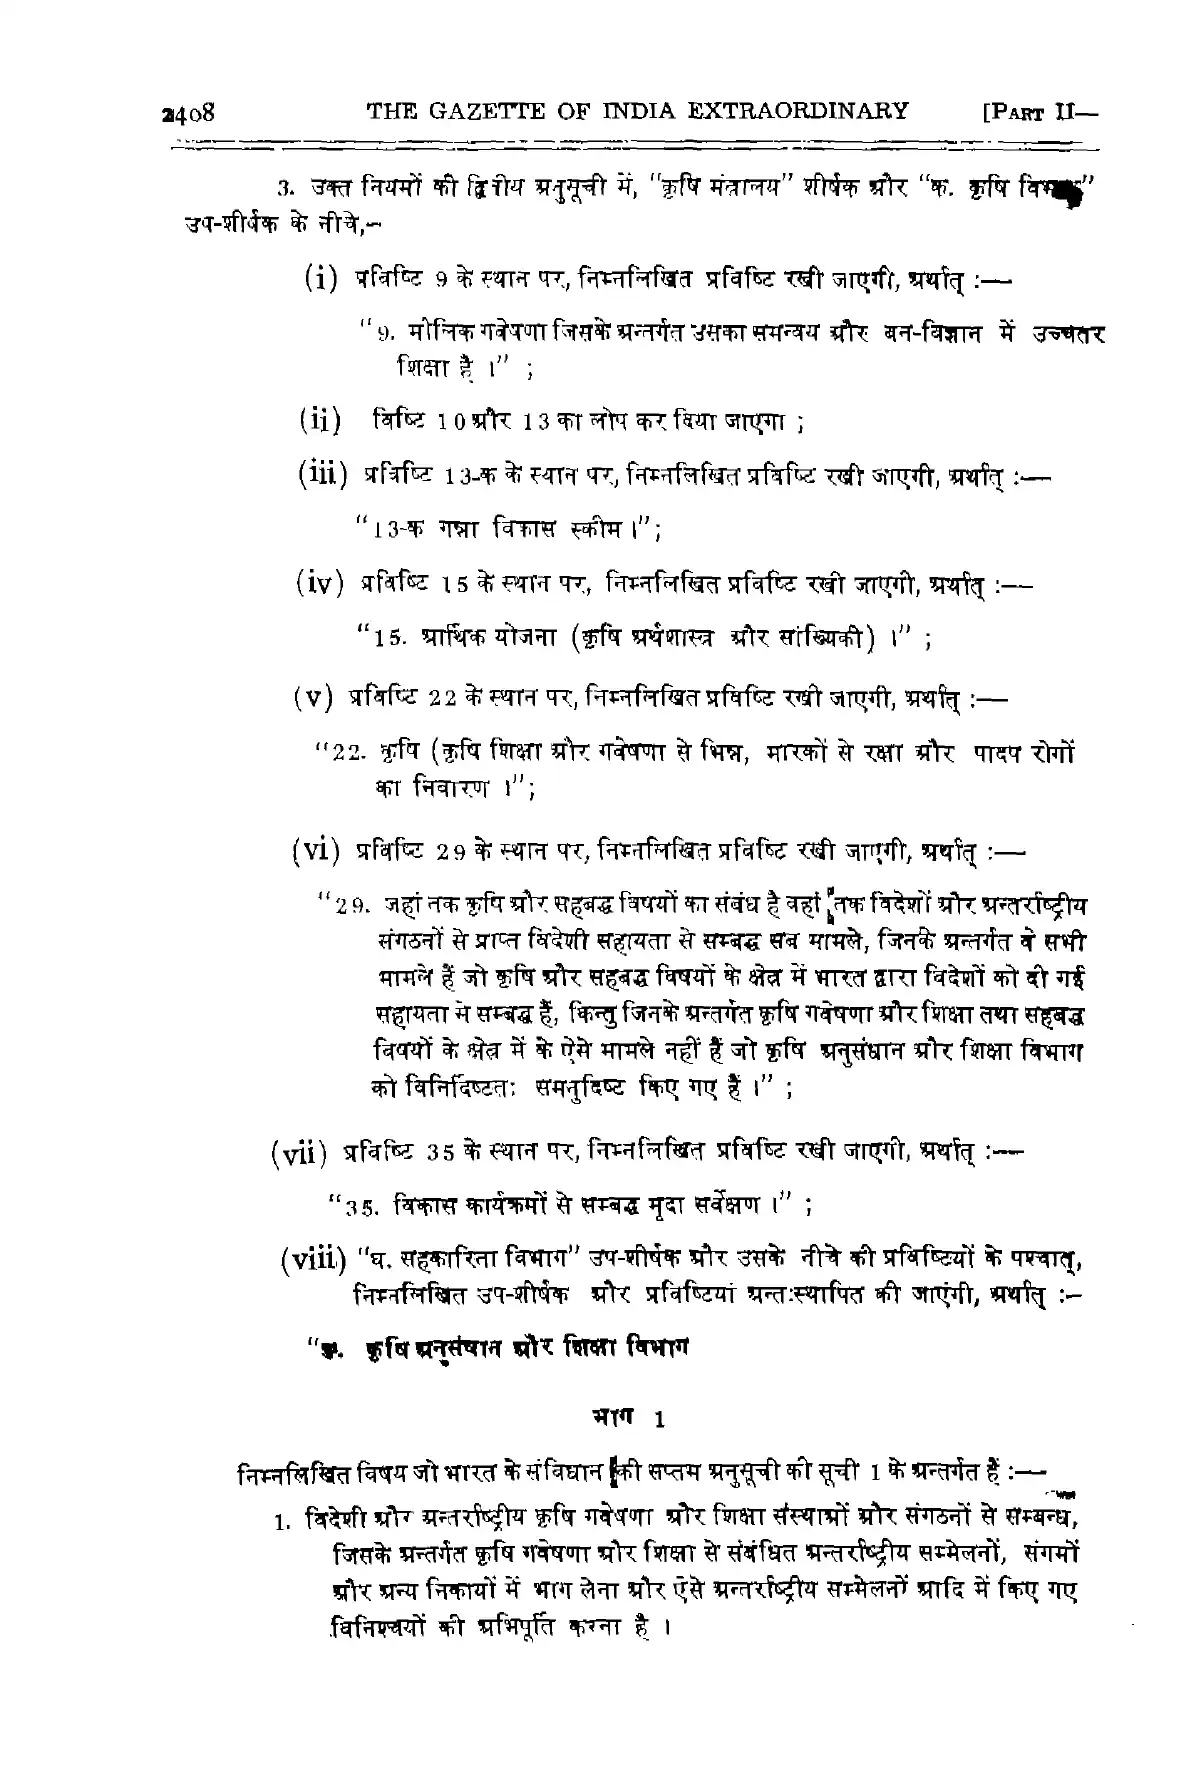 2408 THE GAZETTE OF INDIA EXTRAORDINARY [PART II—
3. उक्त नियमों की द्वितीय अनुसूची में, “कृषि मंत्रालय” शीर्षक और “क. कृषि विभाग”
उप-शीर्षक के नीचे,-
(i) प्रविष्टि 9 के स्थान पर, निम्नलिखित प्रविष्टि रखी जाएगी, अर्थात् :—
“9. मौलिक गवेषणा जिसके अन्तर्गत उसका समन्वय और वन-विज्ञान में उच्चतर
शिक्षा है ।” ;
(ii) विष्टि 10 और 13 का लोप कर दिया जाएगा ;
(iii) प्रविष्टि 13-क के स्थान पर, निम्नलिखित प्रविष्टि रखी जाएगी, अर्थात् :—
“13-क गन्ना विकास स्कीम ।”;
(iv) प्रविष्टि 15 के स्थान पर, निम्नलिखित प्रविष्टि रखी जाएगी, अर्थात् :—
“15. आर्थिक योजना (कृषि अर्थशास्त्र और सांख्यिकी) ।” ;
(v) प्रविष्टि 22 के स्थान पर, निम्नलिखित प्रविष्टि रखी जाएगी, अर्थात् :—
“22. कृषि (कृषि शिक्षा और गवेषणा से भिन्न, मारकों से रक्षा और पादप रोगों
का निवारण ।”;
(vi) प्रविष्टि 29 के स्थान पर, निम्नलिखित प्रविष्टि रखी जाएगी, अर्थात् :—
“29. जहां तक कृषि और सहबद्ध विषयों का संबंध है वहां तक विदेशों और अन्तर्राष्ट्रीय
संगठनों से प्राप्त विदेशी सहायता से सम्बद्ध सब मामले, जिनके अन्तर्गत वे सभी
मामले हैं जो कृषि और सहबद्ध विषयों के क्षेत्र में भारत द्वारा विदेशों को दी गई
सहायता से सम्बद्ध हैं, किन्तु जिनके अन्तर्गत कृषि गवेषणा और शिक्षा तथा सहबद्ध
विषयों के क्षेत्र में के ऐसे मामले नहीं हैं जो कृषि अनुसंधान और शिक्षा विभाग
को विनिर्दिष्टतः समनुदिष्ट किए गए हैं ।” ;
(vii) प्रविष्टि 35 के स्थान पर, निम्नलिखित प्रविष्टि रखी जाएगी, अर्थात् :—
“35. विकास कार्यक्रमों से सम्बद्ध मृदा सर्वेक्षण ।” ;
(viii) “घ. सहकारिता विभाग” उप-शीर्षक और उसके नीचे की प्रविष्टियों के पश्चात्,
निम्नलिखित उप-शीर्षक और प्रविष्टियां अन्तःस्थापित की जाएंगी, अर्थात् :-
“ङ. कृषि अनुसंधान और शिक्षा विभाग
भाग 1
निम्नलिखित विषय जो भारत के संविधान की सप्तम अनुसूची की सूची 1 के अन्तर्गत हैं :—
1. विदेशी और अन्तर्राष्ट्रीय कृषि गवेषणा और शिक्षा संस्थाओं और संगठनों से सम्बन्ध,
जिसके अन्तर्गत कृषि गवेषणा और शिक्षा से संबंधित अन्तर्राष्ट्रीय सम्मेलनों, संगमों
और अन्य निकायों में भाग लेना और ऐसे अन्तर्राष्ट्रीय सम्मेलनों आदि में किए गए
विनिश्चयों की अभिपूर्ति करना है ।